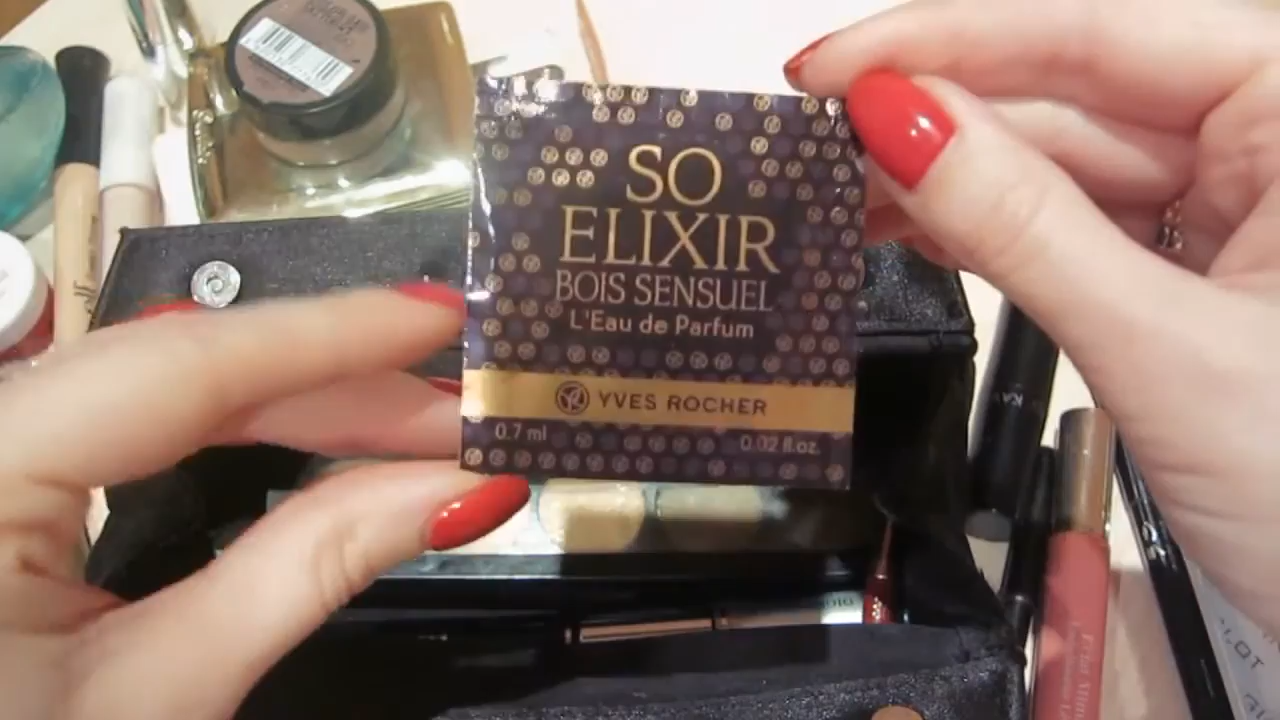 SO
ELIXIR
BOIS SENSUEL
L'Eau de Parfum
YVES ROCHER
0.7 ml 0.02 fl.oz.